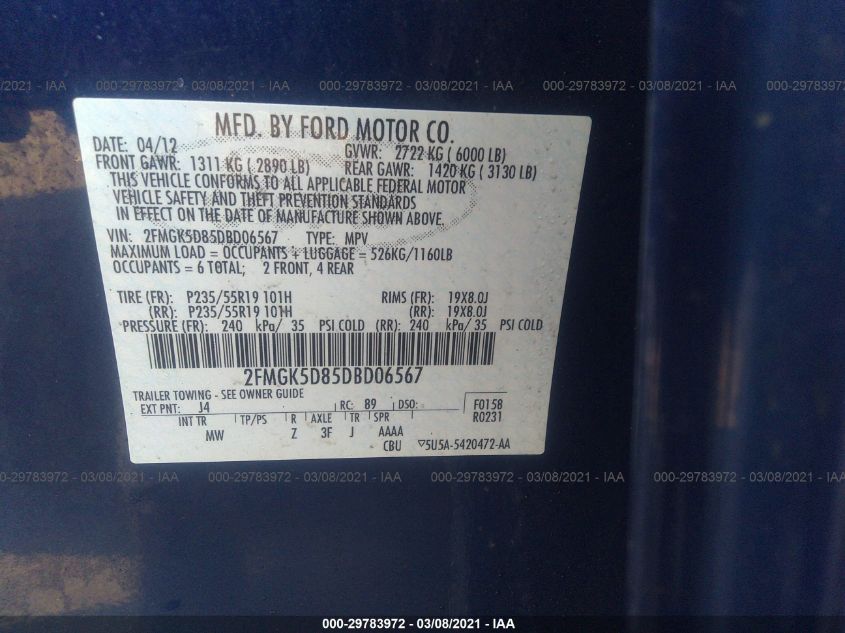 000-29783972 | 03/08/2021 - IAA 000-29783972 | 03/08/2021 - IAA 000-29783972 | 03/08/2021 - IAA
MFD. BY FORD MOTOR CO.
DATE: 04/12 GVWR: 2722 KG ( 6000 LB)
FRONT GAWR: 1311 KG ( 2890 LB) REAR GAWR: 1420 KG ( 3130 LB)
THIS VEHICLE CONFORMS TO ALL APPLICABLE FEDERAL MOTOR
VEHICLE SAFETY AND THEFT PREVENTION STANDARDS
IN EFFECT ON THE DATE OF MANUFACTURE SHOWN ABOVE.
VIN: 2FMGK5D85DBD06567 TYPE: MPV
MAXIMUM LOAD = OCCUPANTS + LUGGAGE = 526KG/1160LB
OCCUPANTS = 6 TOTAL; 2 FRONT, 4 REAR
TIRE (FR): P235/55R19 101H RIMS (FR): 19X8.0J
(RR): P235/55R19 101H (RR): 19X8.0J
PRESSURE (FR): 240 kPa/ 35 PSI COLD (RR): 240 kPa/ 35 PSI COLD
2FMGK5D85DBD06567
TRAILER TOWING - SEE OWNER GUIDE
EXT PNT: J4 RC: 89 DSO: F0158
INT TR TP/PS R AXLE TR SPR R0231
MW Z 3F J AAAA
CBU ▽5U5A-5420472-AA
000-29783972 | 03/08/2021 - IAA